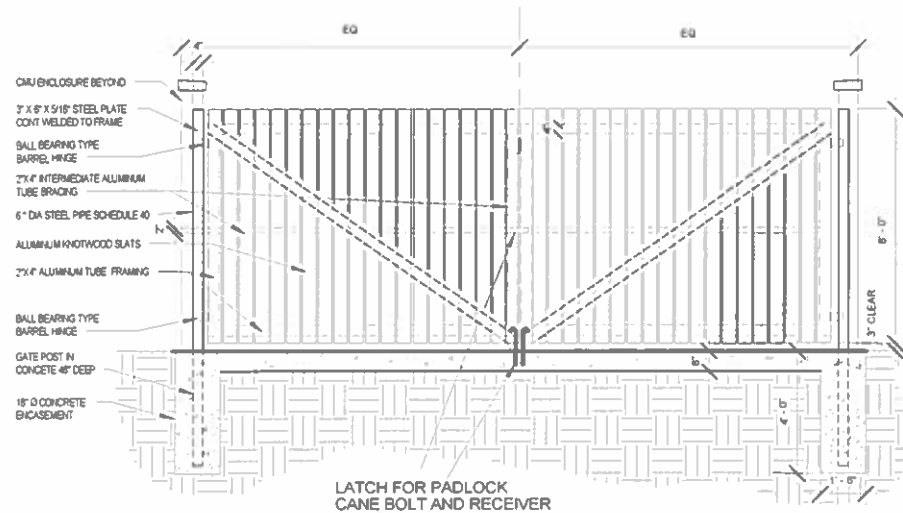 EQ
EQ
4"
CMU ENCLOSURE BEYOND
3" X 6" X 5/16" STEEL PLATE
CONT WELDED TO FRAME
BALL BEARING TYPE
BARREL HINGE
2"X4" INTERMEDIATE ALUMINUM
TUBE BRACING
6" DIA STEEL PIPE SCHEDULE 40
2"
ALUMINUM KNOTWOOD SLATS
2"X4" ALUMINUM TUBE FRAMING
BALL BEARING TYPE
BARREL HINGE
GATE POST IN
CONCETE 48" DEEP
18" Ø CONCRETE
ENCASEMENT
3" CLEAR
6"
4' - 0"
1' - 6"
LATCH FOR PADLOCK
CANE BOLT AND RECEIVER